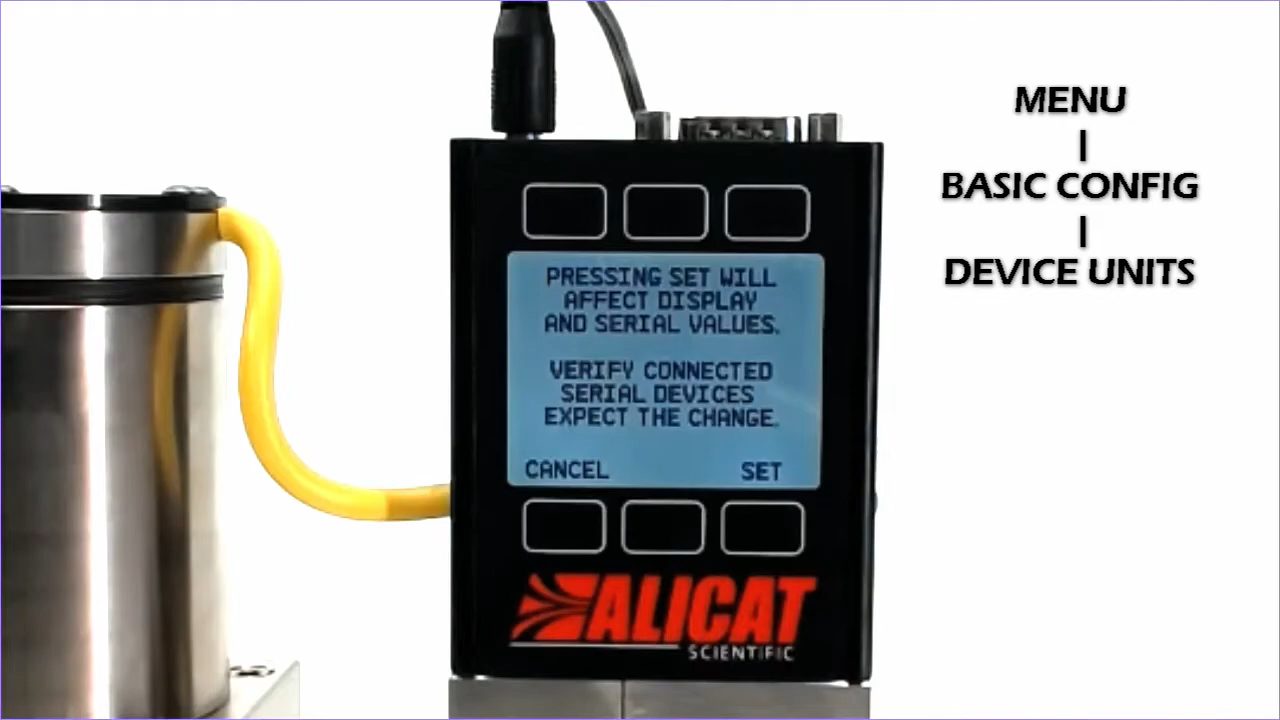 MENU
|
BASIC CONFIG
|
DEVICE UNITS
PRESSING SET WILL
AFFECT DISPLAY
AND SERIAL VALUES.
VERIFY CONNECTED
SERIAL DEVICES
EXPECT THE CHANGE.
CANCEL SET
ALICAT
SCIENTIFIC